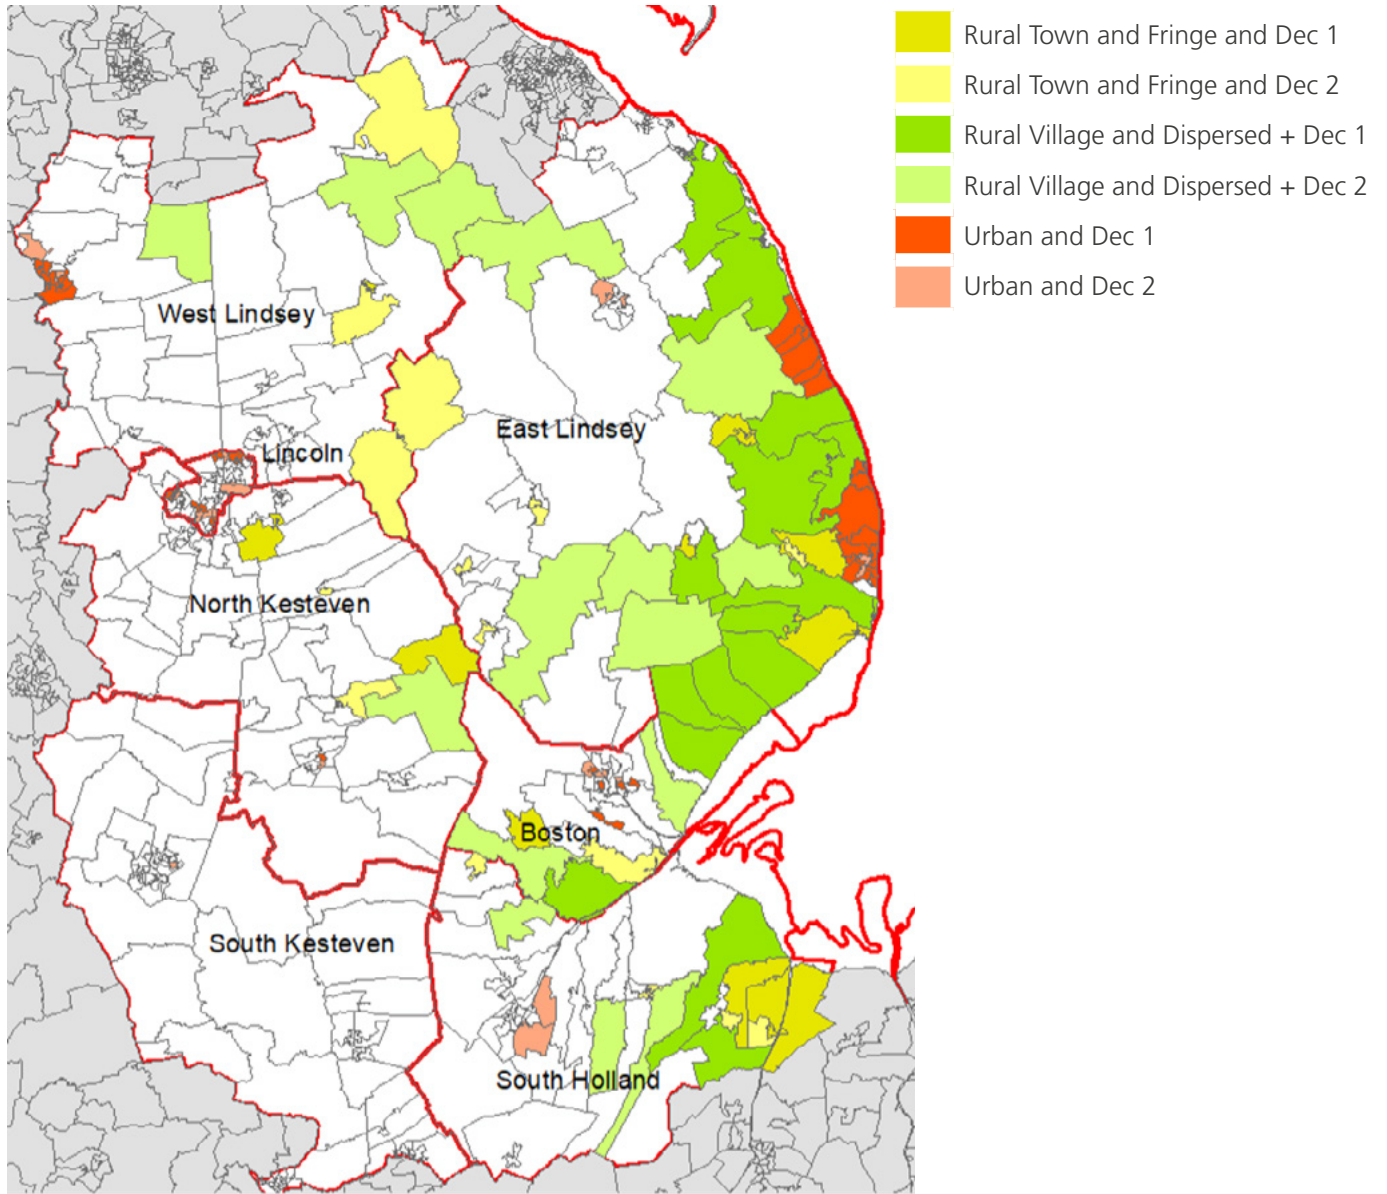 Rural Town and Fringe and Dec 1
Rural Town and Fringe and Dec 2
Rural Village and Dispersed + Dec 1
Rural Village and Dispersed + Dec 2
Urban and Dec 1
Urban and Dec 2
West Lindsey
East Lindsey
Lincoln
North Kesteven
Boston
South Kesteven
South Holland